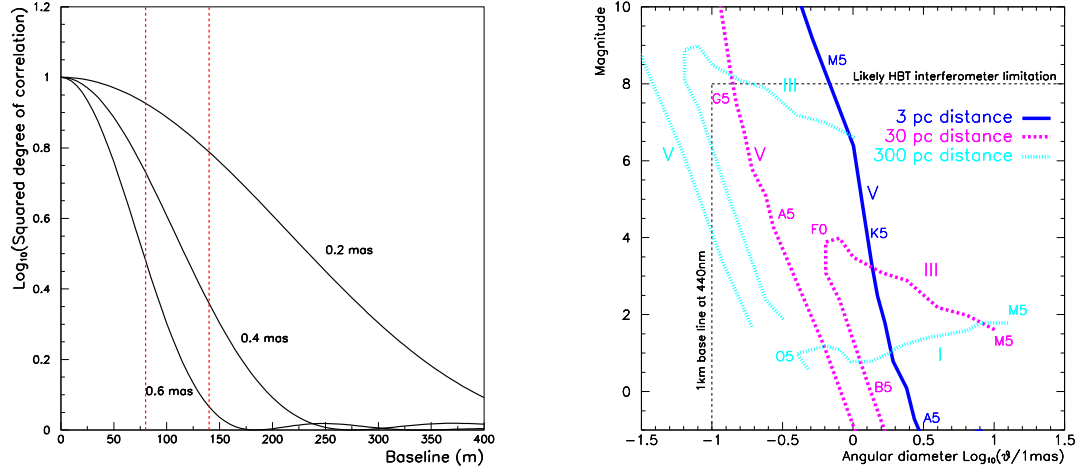 1.2
1
0.8
0.6
0.4
0.2
0
Log₁₀(Squared degree of correlation)
0.2 mas
0.4 mas
0.6 mas
0 50 100 150 200 250 300 350 400
Baseline (m)
10
8
6
4
2
0
Magnitude
M5
Likely HBT interferometer limitation
III
G5
3 pc distance
30 pc distance
300 pc distance
V
V
V
A5
F0
K5
III
M5
O5
I
M5
B5
A5
1km base line at 440nm
−1.5 −1 −0.5 0 0.5 1 1.5
Angular diameter Log₁₀(ϑ/1mas)